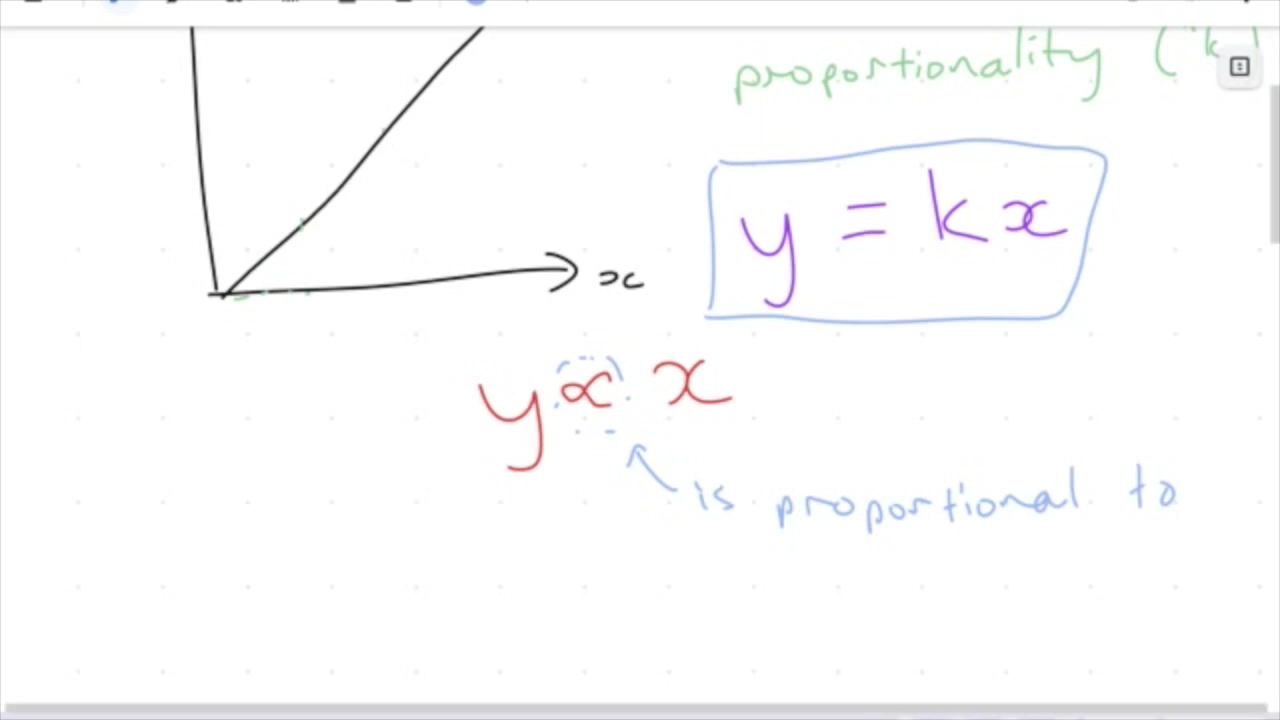 proportionality ("k
y = kx
x
y ∝ x
is proportional to